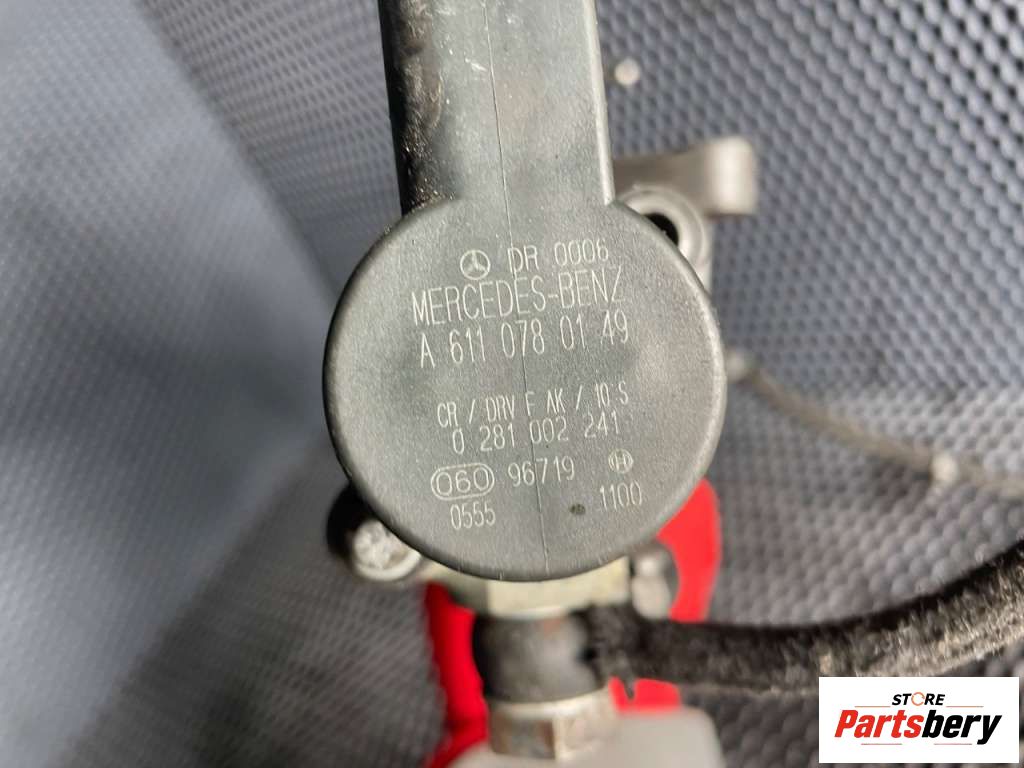 DR 0006
MERCEDES-BENZ
A 611 078 01 49
CR / DRV F AK / 10 S
0 281 002 241
060 96719
0555 1100
STORE
Partsbery